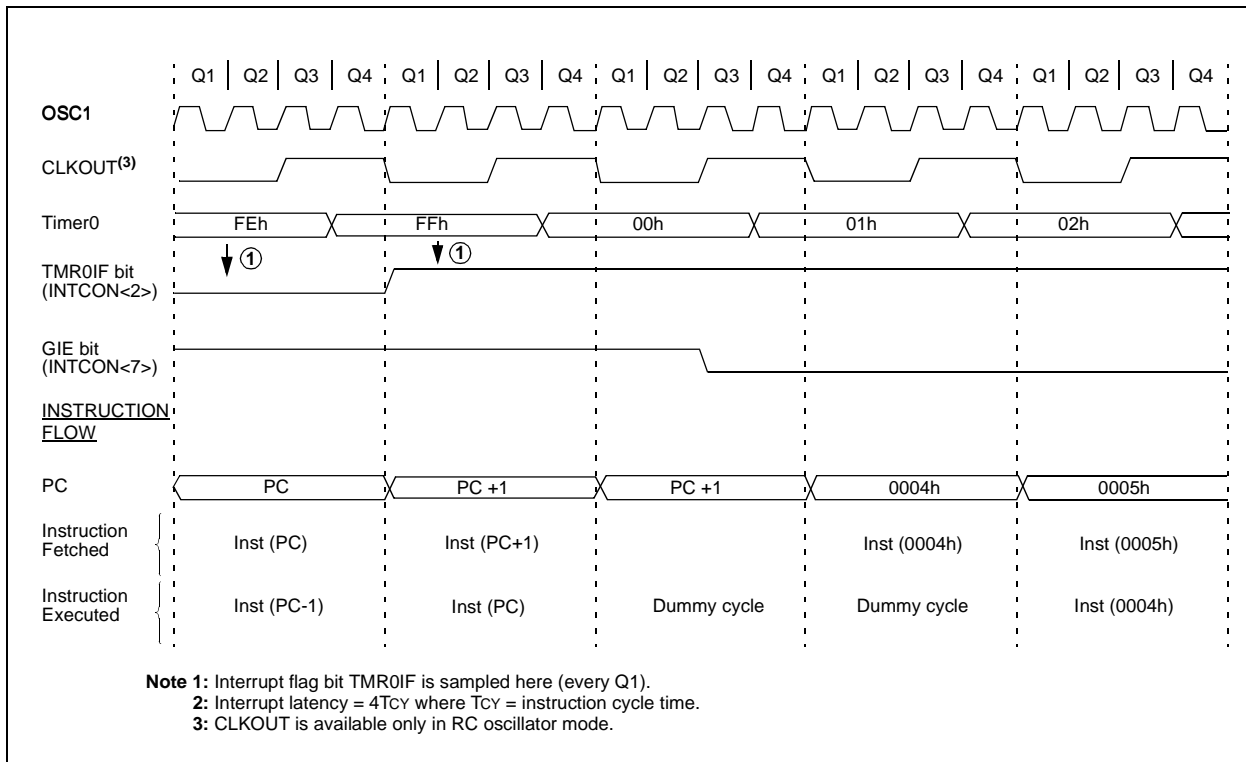 Q1 Q2 Q3 Q4 Q1 Q2 Q3 Q4 Q1 Q2 Q3 Q4 Q1 Q2 Q3 Q4 Q1 Q2 Q3 Q4
OSC1
CLKOUT(3)
Timer0 FEh FFh 00h 01h 02h
1 1
TMR0IF bit
(INTCON<2>)
GIE bit
(INTCON<7>)
INSTRUCTION
FLOW
PC PC PC +1 PC +1 0004h 0005h
Instruction
Fetched Inst (PC) Inst (PC+1) Inst (0004h) Inst (0005h)
Instruction
Executed Inst (PC-1) Inst (PC) Dummy cycle Dummy cycle Inst (0004h)
Note 1: Interrupt flag bit TMR0IF is sampled here (every Q1).
2: Interrupt latency = 4TCY where TCY = instruction cycle time.
3: CLKOUT is available only in RC oscillator mode.